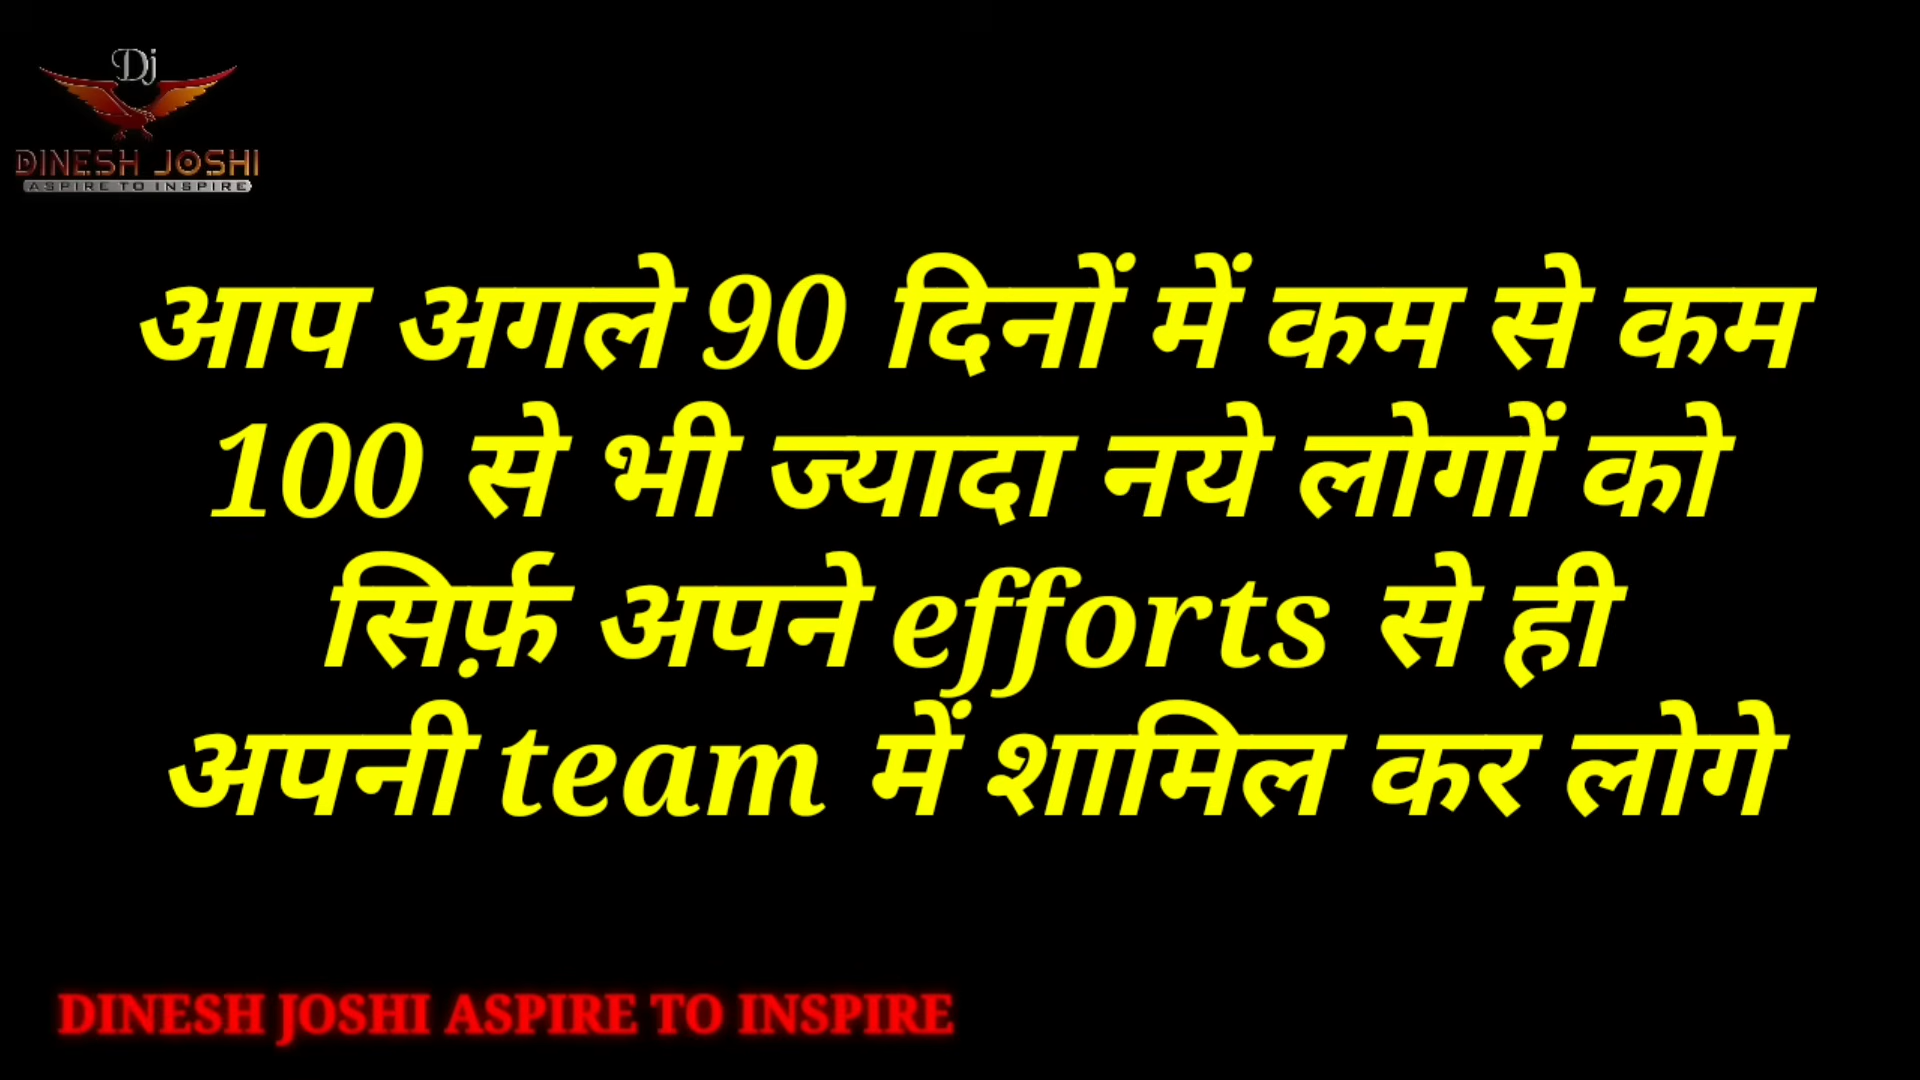 Dj
DINESH JOSHI
ASPIRE TO INSPIRE
आप अगले 90 दिनों में कम से कम
100 से भी ज्यादा नये लोगों को
सिर्फ़ अपने efforts से ही
अपनी team में शामिल कर लोगे
DINESH JOSHI ASPIRE TO INSPIRE